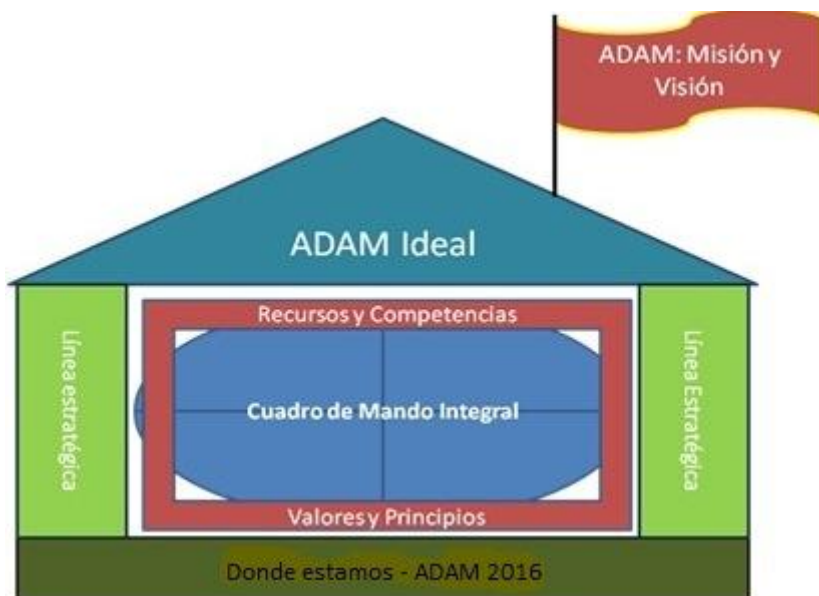 ADAM: Misión y
Visión
ADAM Ideal
Recursos y Competencias
Línea estratégica
Cuadro de Mando Integral
Línea Estratégica
Valores y Principios
Donde estamos - ADAM 2016